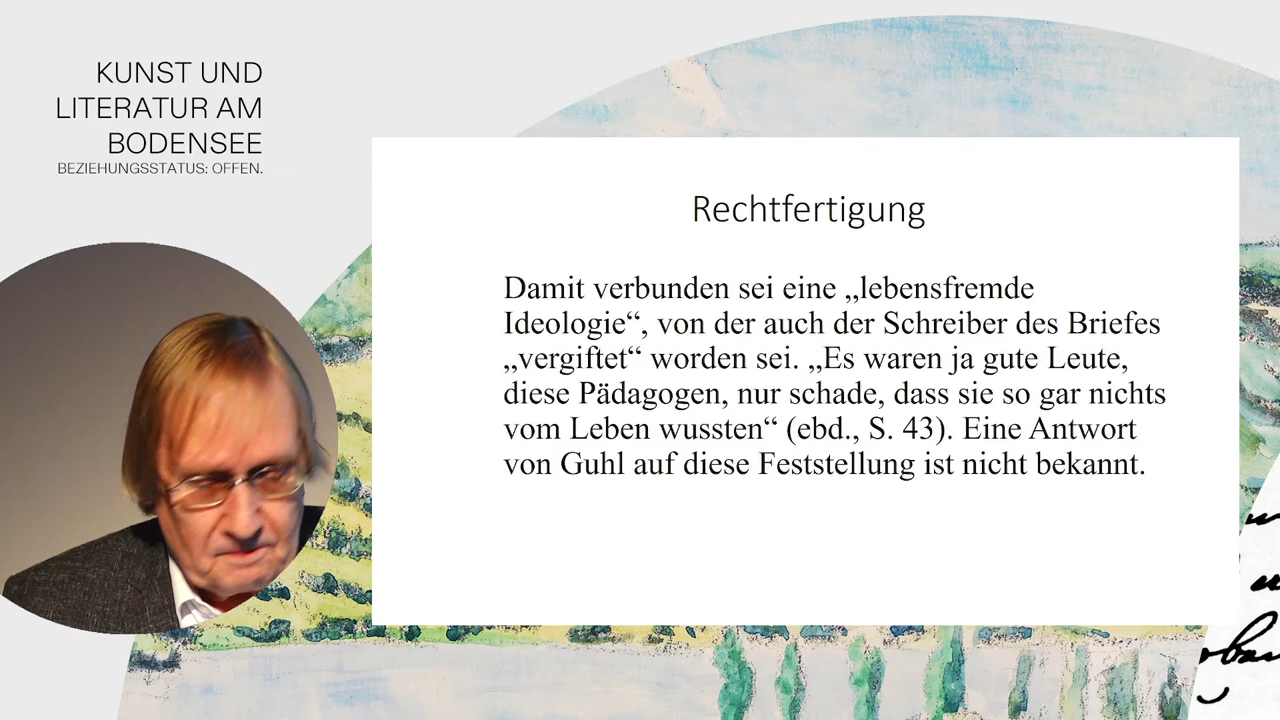 KUNST UND
LITERATUR AM
BODENSEE
BEZIEHUNGSSTATUS: OFFEN.
Rechtfertigung
Damit verbunden sei eine „lebensfremde
Ideologie“, von der auch der Schreiber des Briefes
„vergiftet“ worden sei. „Es waren ja gute Leute,
diese Pädagogen, nur schade, dass sie so gar nichts
vom Leben wussten“ (ebd., S. 43). Eine Antwort
von Guhl auf diese Feststellung ist nicht bekannt.